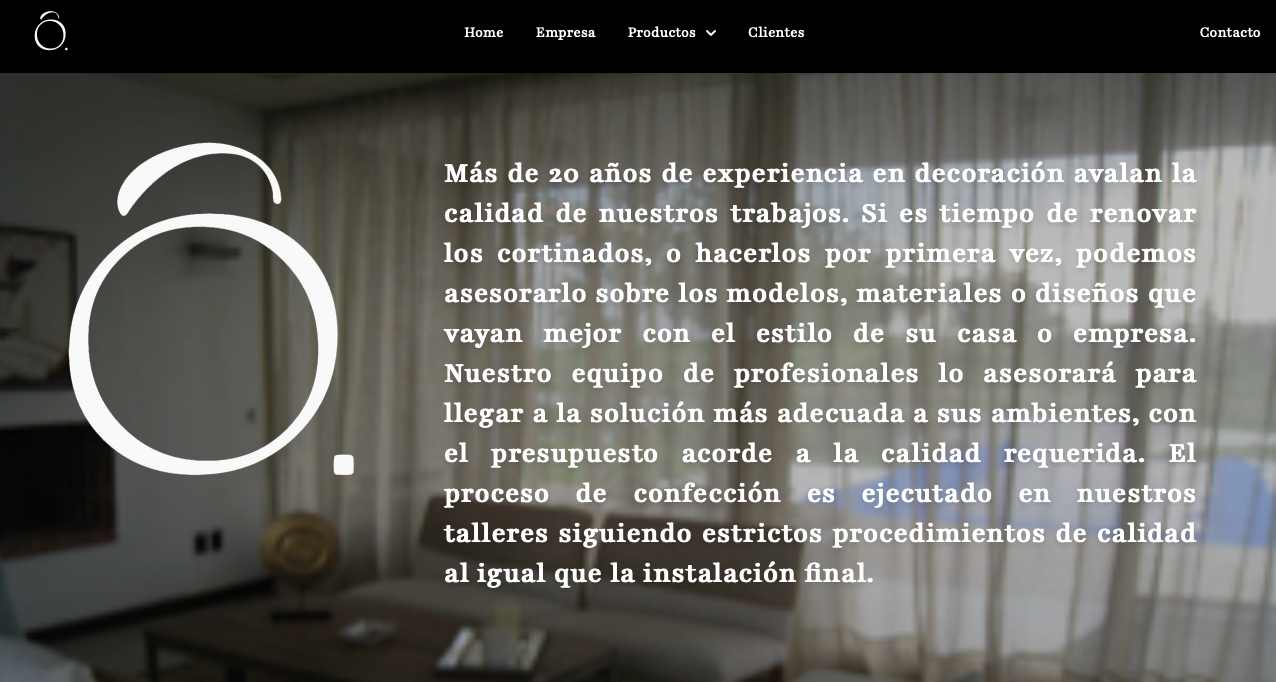 Ô.
Home Empresa Productos Clientes Contacto
Ô.
Más de 20 años de experiencia en decoración avalan la
calidad de nuestros trabajos. Si es tiempo de renovar
los cortinados, o hacerlos por primera vez, podemos
asesorarlo sobre los modelos, materiales o diseños que
vayan mejor con el estilo de su casa o empresa.
Nuestro equipo de profesionales lo asesorará para
llegar a la solución más adecuada a sus ambientes, con
el presupuesto acorde a la calidad requerida. El
proceso de confección es ejecutado en nuestros
talleres siguiendo estrictos procedimientos de calidad
al igual que la instalación final.